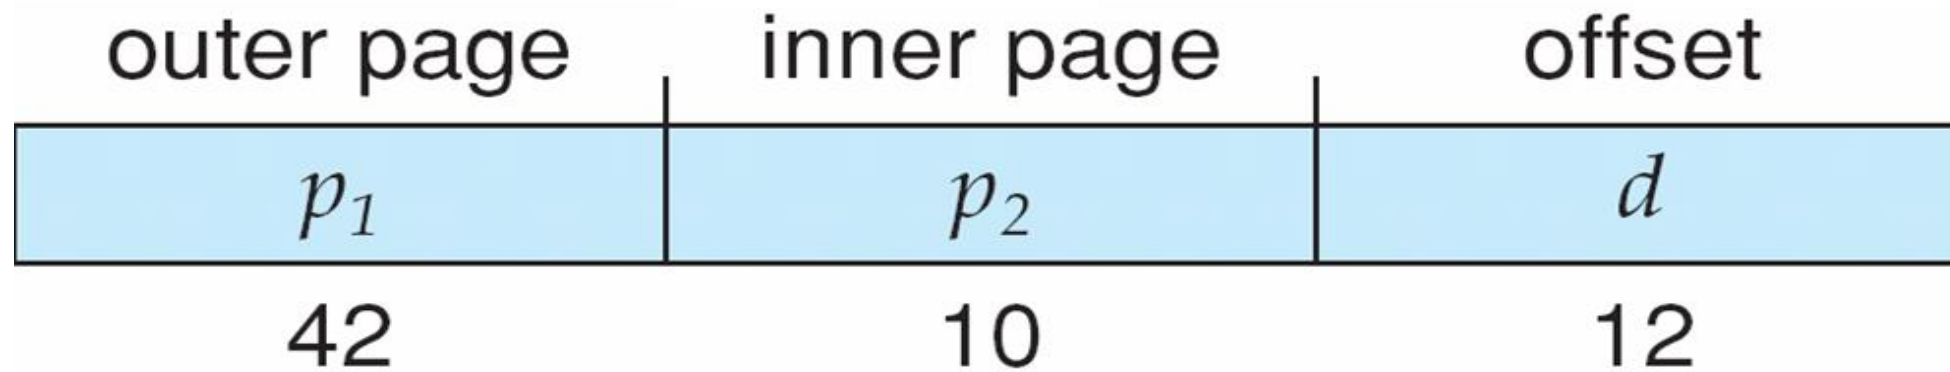 outer page inner page offset
p₁ p₂ d
42 10 12